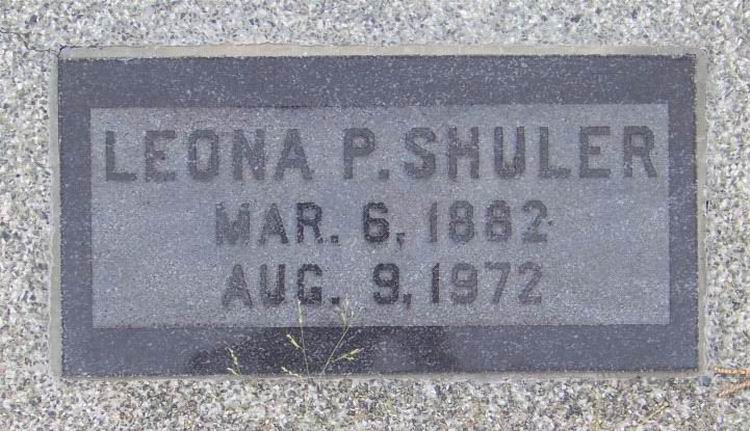 LEONA P. SHULER
MAR. 6, 1882
AUG. 9, 1972